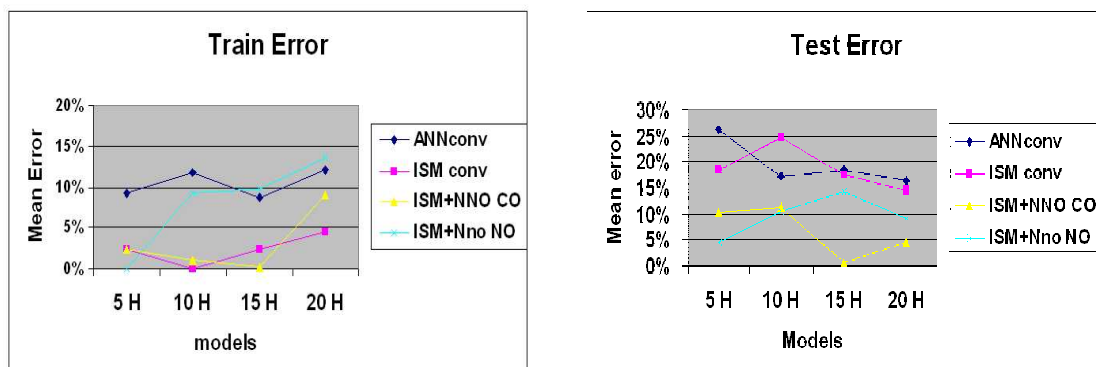 Train Error
20%
15%
10%
5%
0%
Mean Error
5 H 10 H 15 H 20 H
models
ANNconv
ISM conv
ISM+NNO CO
ISM+Nno NO
Test Error
30%
25%
20%
15%
10%
5%
0%
Mean error
5 H 10 H 15 H 20 H
Models
ANNconv
ISM conv
ISM+NNO CO
ISM+Nno NO